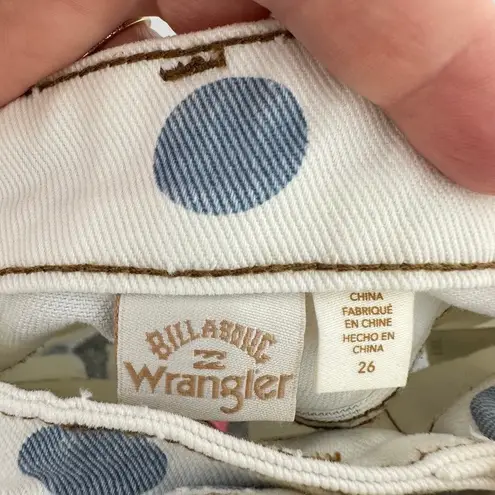 BILLABONG
Wrangler
CHINA
FABRIQUÉ
EN CHINE
HECHO EN
CHINA
26